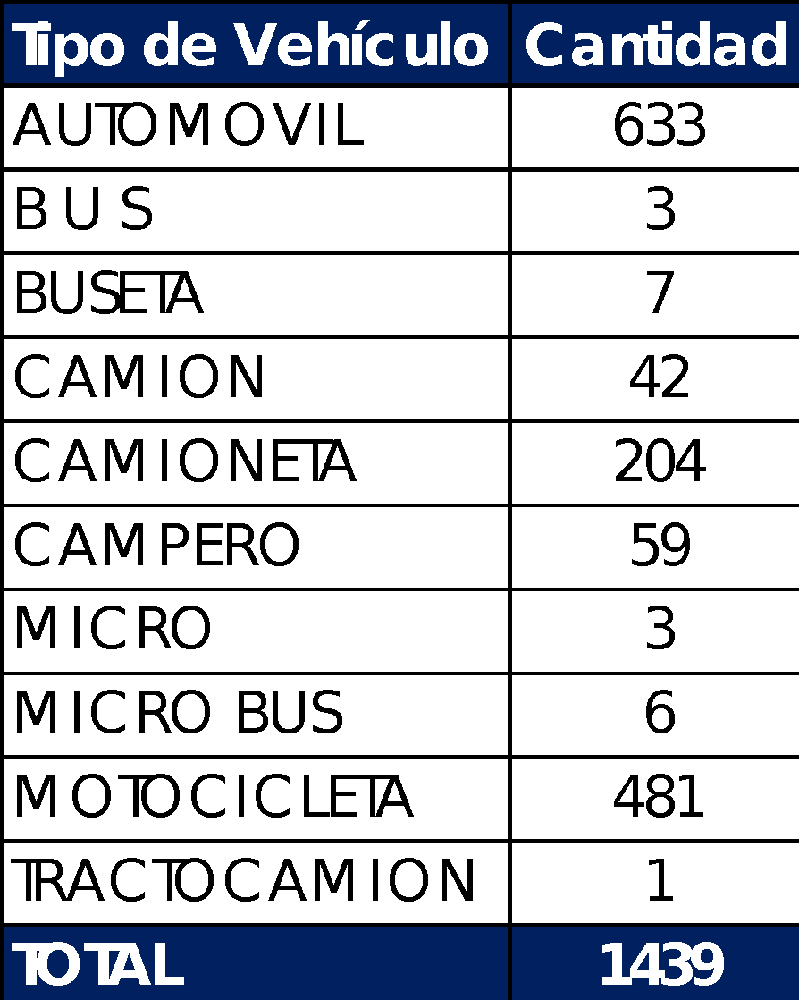 Tipo de Vehículo Cantidad
AUTOMOVIL 633
BUS 3
BUSETA 7
CAMION 42
CAMIONETA 204
CAMPERO 59
MICRO 3
MICRO BUS 6
MOTOCICLETA 481
TRACTOCAMION 1
TOTAL 1439